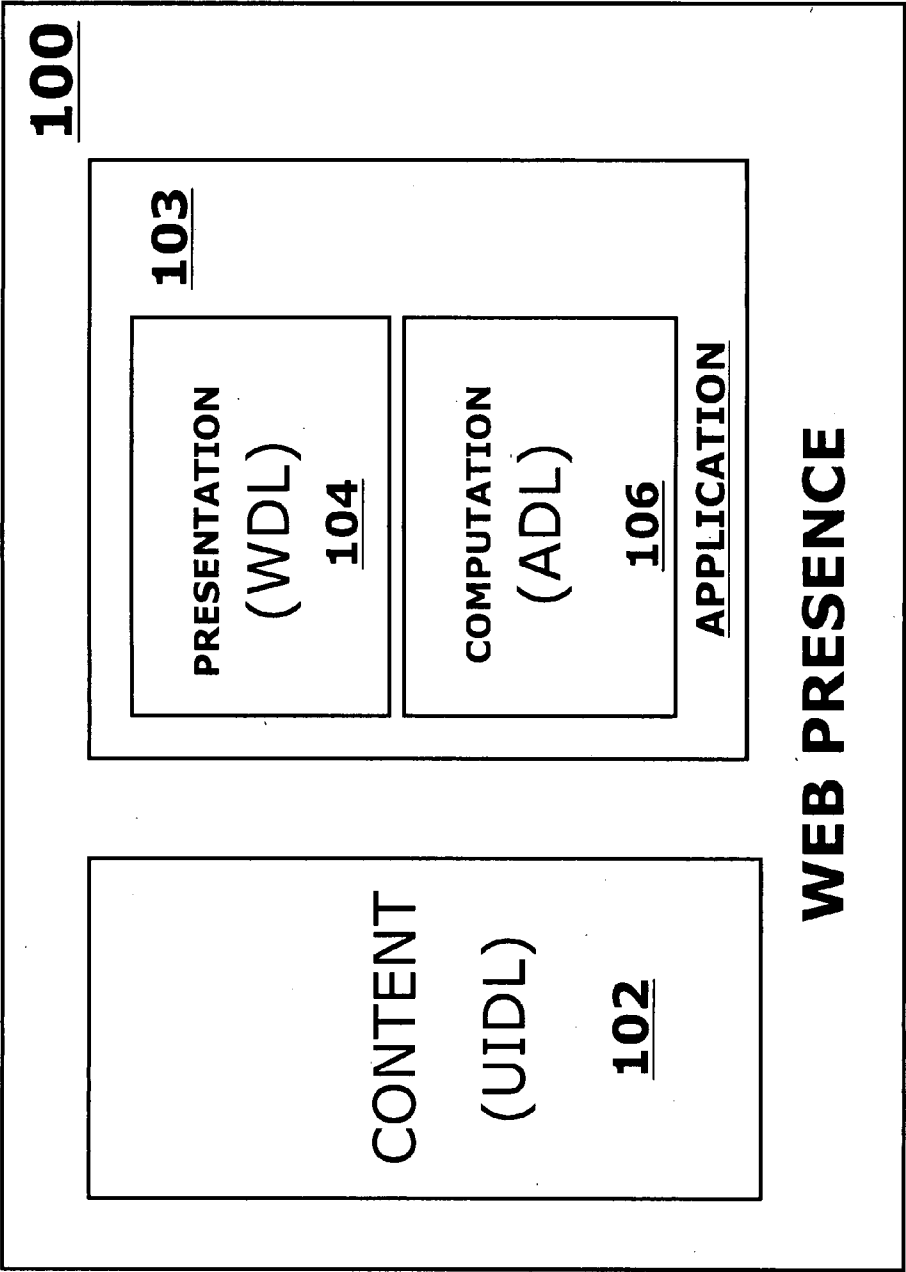 100
CONTENT
(UIDL)
102
103
PRESENTATION
(WDL)
104
COMPUTATION
(ADL)
106
APPLICATION
WEB PRESENCE